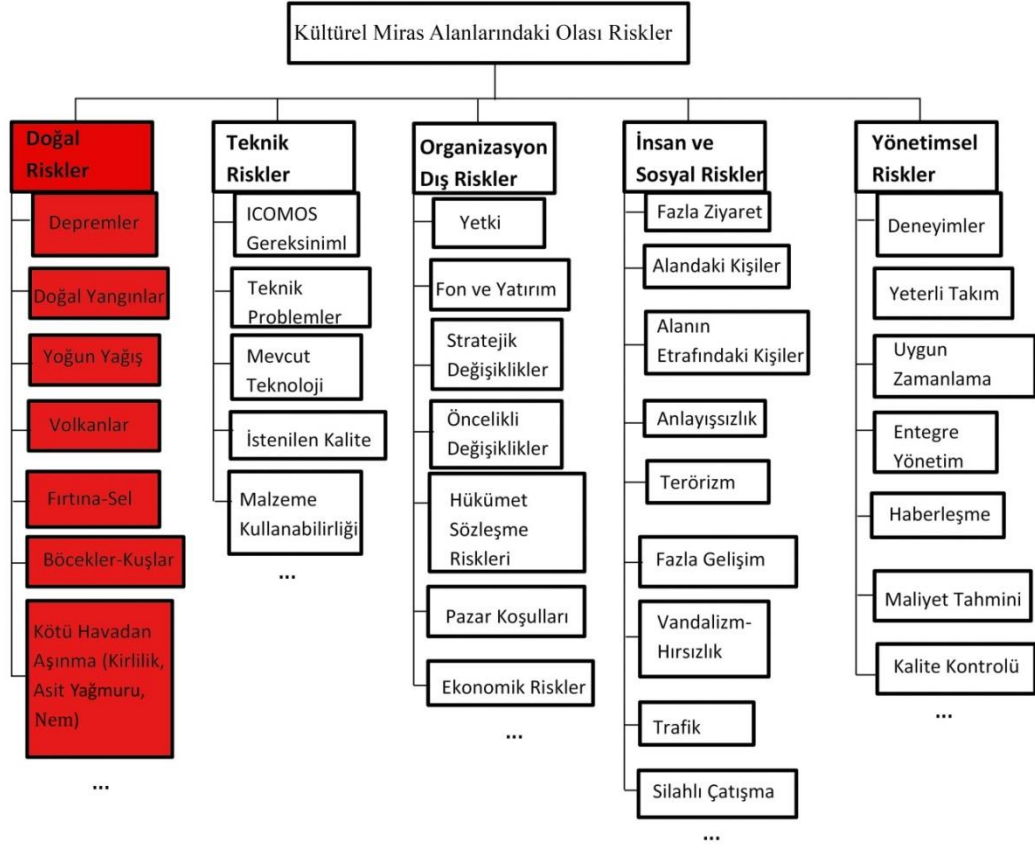 Kültürel Miras Alanlarındaki Olası Riskler
Doğal
Riskler
Depremler
Doğal Yangınlar
Yoğun Yağış
Volkanlar
Fırtına-Sel
Böcekler-Kuşlar
Kötü Havadan
Aşınma (Kirlilik,
Asit Yağmuru,
Nem)
...
Teknik
Riskler
ICOMOS
Gereksiniml
Teknik
Problemler
Mevcut
Teknoloji
İstenilen Kalite
Malzeme
Kullanabilirliği
...
Organizasyon
Dış Riskler
Yetki
Fon ve Yatırım
Stratejik
Değişiklikler
Öncelikli
Değişiklikler
Hükümet
Sözleşme
Riskleri
Pazar Koşulları
Ekonomik Riskler
...
İnsan ve
Sosyal Riskler
Fazla Ziyaret
Alandaki Kişiler
Alanın
Etrafındaki Kişiler
Anlayışsızlık
Terörizm
Fazla Gelişim
Vandalizm-
Hırsızlık
Trafik
Silahlı Çatışma
...
Yönetimsel
Riskler
Deneyimler
Yeterli Takım
Uygun
Zamanlama
Entegre
Yönetim
Haberleşme
Maliyet Tahmini
Kalite Kontrolü
...